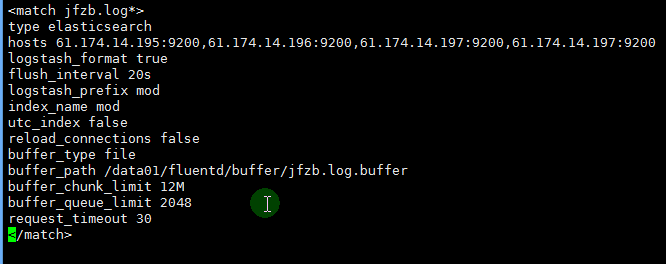 <match jfzb.log*>
type elasticsearch
hosts 61.174.14.195:9200,61.174.14.196:9200,61.174.14.197:9200,61.174.14.197:9200
logstash_format true
flush_interval 20s
logstash_prefix mod
index_name mod
utc_index false
reload_connections false
buffer_type file
buffer_path /data01/fluentd/buffer/jfzb.log.buffer
buffer_chunk_limit 12M
buffer_queue_limit 2048
request_timeout 30
</match>